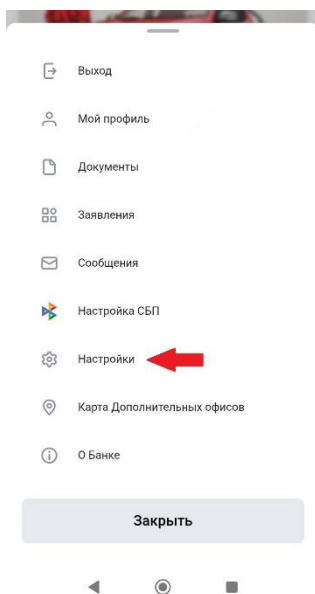 Выход
Мой профиль
Документы
Заявления
Сообщения
Настройка СБП
Настройки
Карта Дополнительных офисов
О Банке
Закрыть